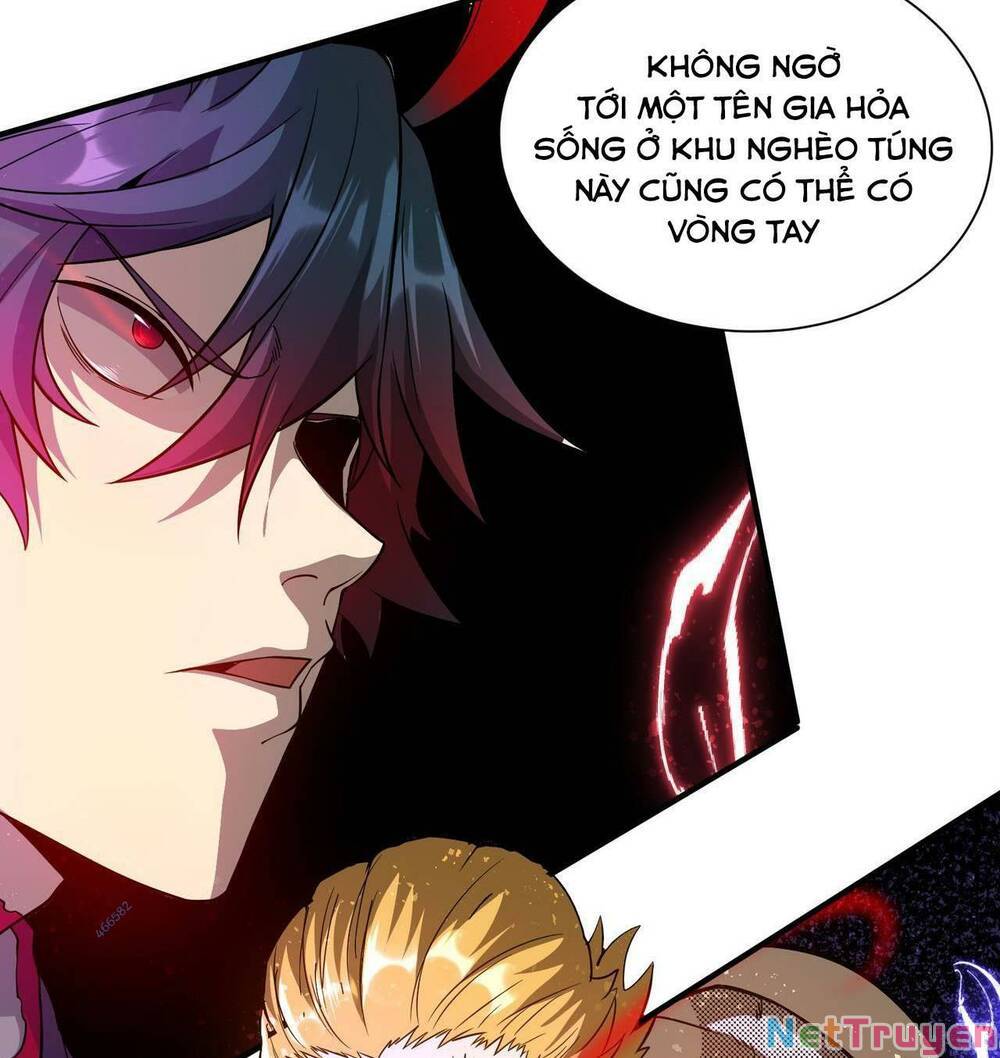 KHÔNG NGỜ
TỚI MỘT TÊN GIA HỎA
SỐNG Ở KHU NGHÈO TÚNG
NÀY CŨNG CÓ THỂ CÓ
VÒNG TAY
466582
NetTruyen